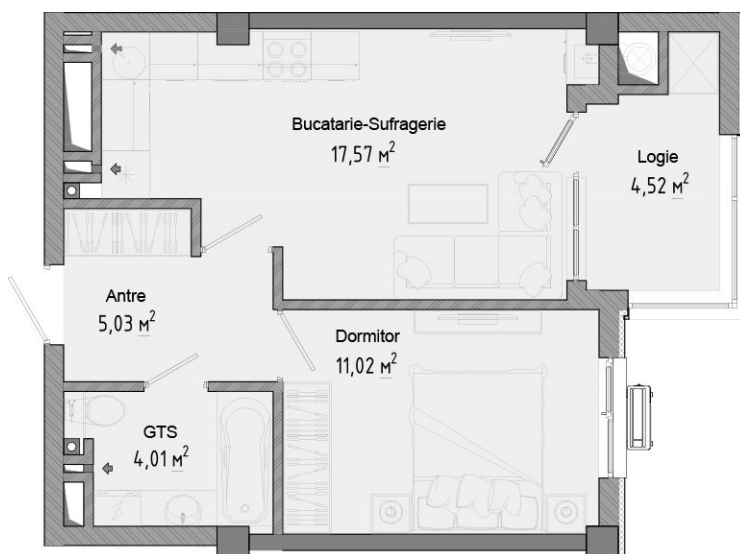 Bucatarie-Sufragerie
17,57 м²
Logie
4,52 м²
Antre
5,03 м²
Dormitor
11,02 м²
GTS
4,01 м²